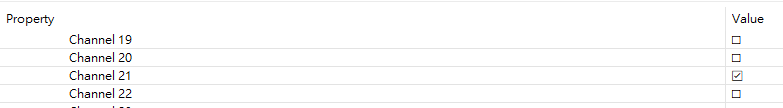 Property Value
Channel 19
Channel 20
Channel 21
Channel 22